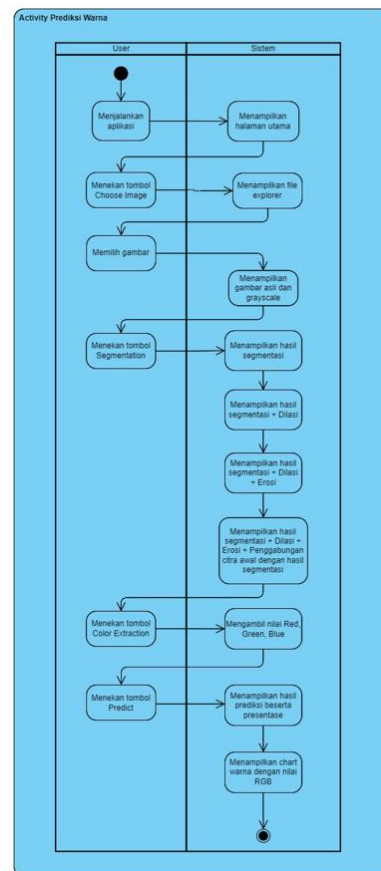 Activity Prediksi Warna
User
Sistem
Menjalankan
aplikasi
Menampilkan
halaman utama
Menekan tombol
Choose Image
Menampilkan file
explorer
Memilih gambar
Menampilkan
gambar asli dan
grayscale
Menekan tombol
Segmentation
Menampilkan hasil
segmentasi
Menampilkan hasil
segmentasi + Dilasi
Menampilkan hasil
segmentasi + Dilasi
+ Erosi
Menampilkan hasil
segmentasi + Dilasi +
Erosi + Penggabungan
citra awal dengan hasil
segmentasi
Menekan tombol
Color Extraction
Mengambil nilai Red,
Green, Blue
Menekan tombol
Predict
Menampilkan hasil
prediksi beserta
presentase
Menampilkan chart
warna dengan nilai
RGB